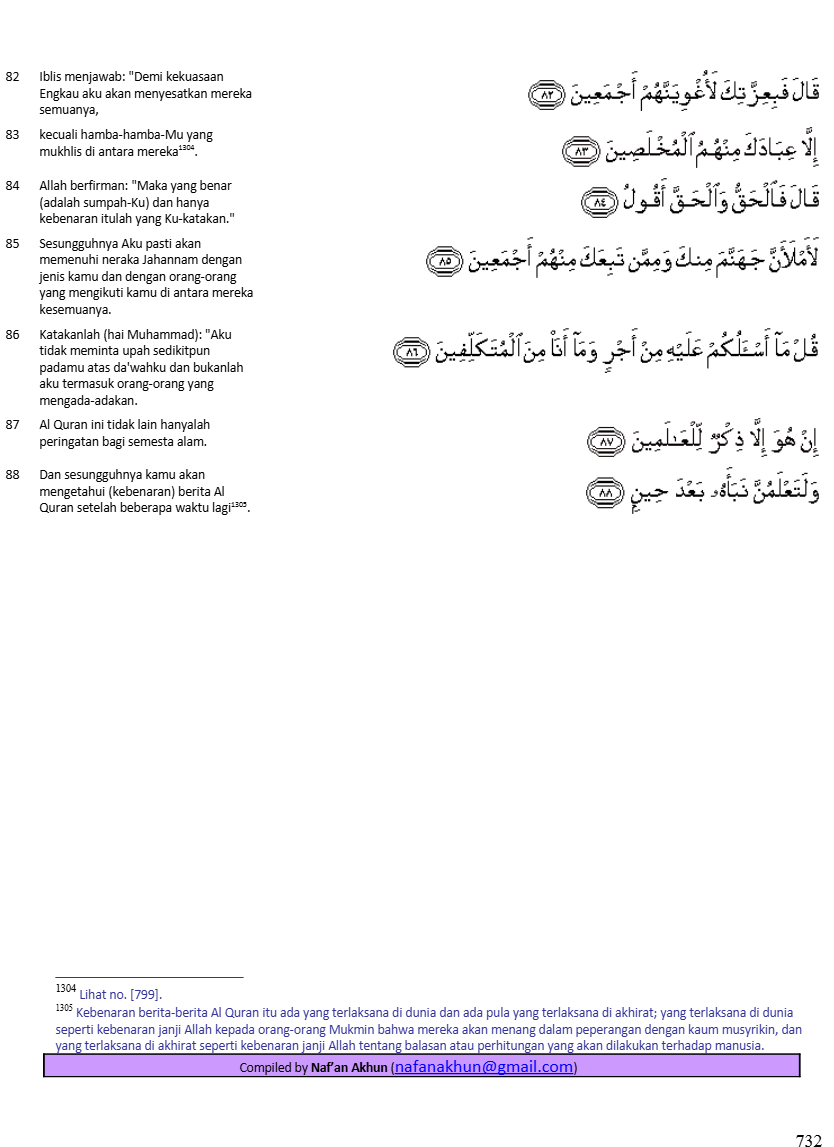 82 Iblis menjawab: "Demi kekuasaan
Engkau aku akan menyesatkan mereka
semuanya,
قَالَ فَبِعِزَّتِكَ لَأُغْوِيَنَّهُمْ أَجْمَعِينَ ﴿٨٢﴾
83 kecuali hamba-hamba-Mu yang
mukhlis di antara mereka¹³⁰⁴.
إِلَّا عِبَادَكَ مِنْهُمُ ٱلْمُخْلَصِينَ ﴿٨٣﴾
84 Allah berfirman: "Maka yang benar
(adalah sumpah-Ku) dan hanya
kebenaran itulah yang Ku-katakan."
قَالَ فَٱلْحَقُّ وَٱلْحَقَّ أَقُولُ ﴿٨٤﴾
85 Sesungguhnya Aku pasti akan
memenuhi neraka Jahannam dengan
jenis kamu dan dengan orang-orang
yang mengikuti kamu di antara mereka
kesemuanya.
لَأَمْلَأَنَّ جَهَنَّمَ مِنكَ وَمِمَّن تَبِعَكَ مِنْهُمْ أَجْمَعِينَ ﴿٨٥﴾
86 Katakanlah (hai Muhammad): "Aku
tidak meminta upah sedikitpun
padamu atas da'wahku dan bukanlah
aku termasuk orang-orang yang
mengada-adakan.
قُلْ مَآ أَسْـَٔلُكُمْ عَلَيْهِ مِنْ أَجْرٍ وَمَآ أَنَا۠ مِنَ ٱلْمُتَكَلِّفِينَ ﴿٨٦﴾
87 Al Quran ini tidak lain hanyalah
peringatan bagi semesta alam.
إِنْ هُوَ إِلَّا ذِكْرٌ لِّلْعَـٰلَمِينَ ﴿٨٧﴾
88 Dan sesungguhnya kamu akan
mengetahui (kebenaran) berita Al
Quran setelah beberapa waktu lagi¹³⁰⁵.
وَلَتَعْلَمُنَّ نَبَأَهُۥ بَعْدَ حِينٍۭ ﴿٨٨﴾
1304 Lihat no. [799].
1305 Kebenaran berita-berita Al Quran itu ada yang terlaksana di dunia dan ada pula yang terlaksana di akhirat; yang terlaksana di dunia
seperti kebenaran janji Allah kepada orang-orang Mukmin bahwa mereka akan menang dalam peperangan dengan kaum musyrikin, dan
yang terlaksana di akhirat seperti kebenaran janji Allah tentang balasan atau perhitungan yang akan dilakukan terhadap manusia.
Compiled by Naf'an Akhun (nafanakhun@gmail.com)
732